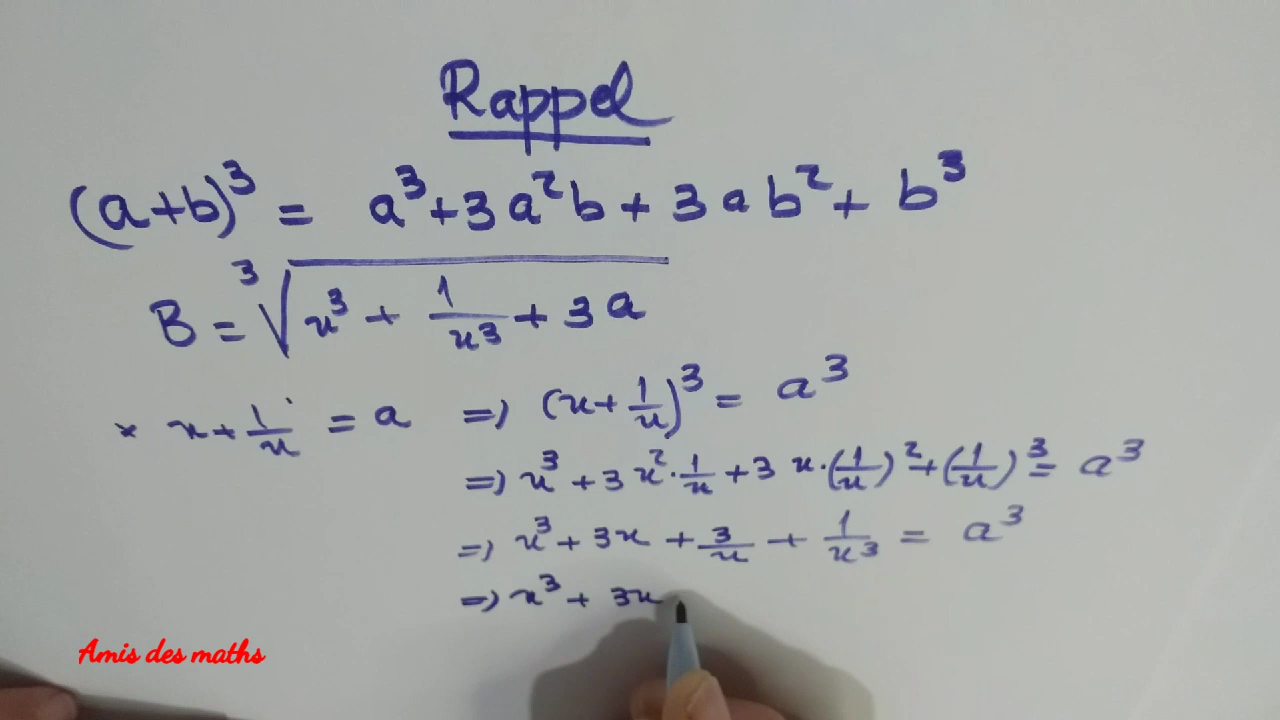 Rappel
(a+b)³ = a³+3a²b+3ab²+b³
B = ³√(x³ + 1/x³ + 3a)
* x+1/x = a => (x+1/x)³ = a³
=> x³+3x²·1/x+3x·(1/x)²+(1/x)³ = a³
=> x³+3x+3/x+1/x³ = a³
=> x³+3x
Amis des maths